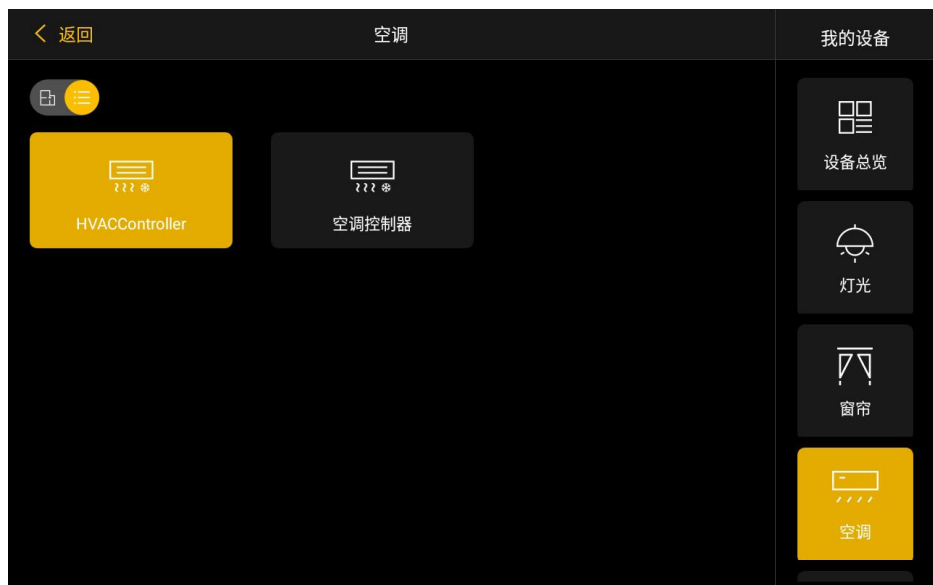 返回
空调
我的设备
HVACController
空调控制器
设备总览
灯光
窗帘
空调